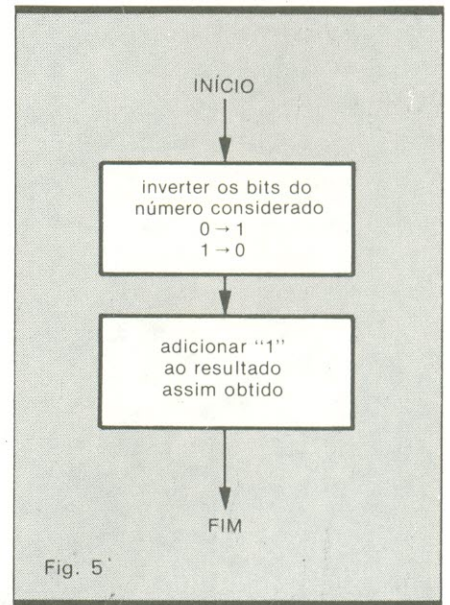 INÍCIO
inverter os bits do
número considerado
0 → 1
1 → 0
adicionar "1"
ao resultado
assim obtido
FIM
Fig. 5